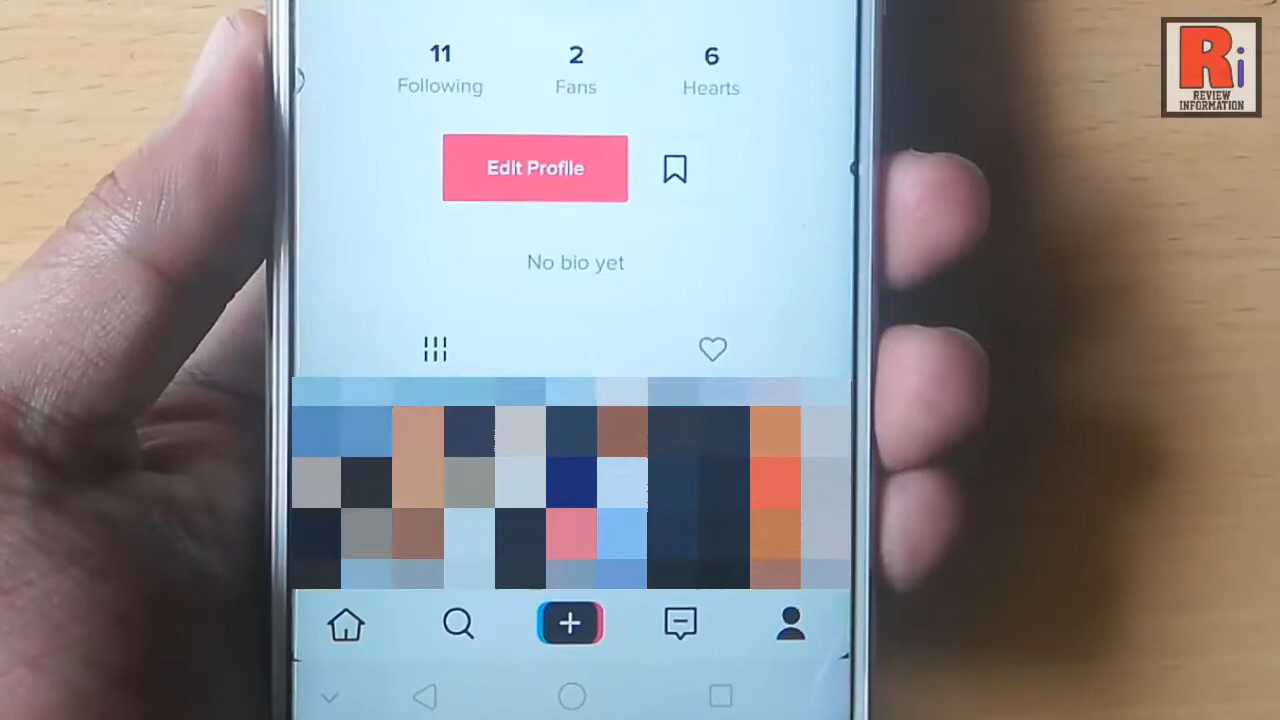 11
2
6
Following
Fans
Hearts
Edit Profile
No bio yet
Ri
REVIEW
INFORMATION